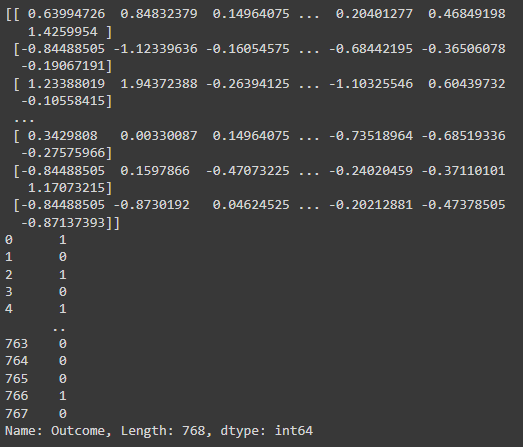 [[ 0.63994726  0.84832379  0.14964075 ...  0.20401277  0.46849198
   1.4259954 ]
 [-0.84488505 -1.12339636 -0.16054575 ... -0.68442195 -0.36506078
  -0.19067191]
 [ 1.23388019  1.94372388 -0.26394125 ... -1.10325546  0.60439732
  -0.10558415]
 ...
 [ 0.3429808   0.00330087  0.14964075 ... -0.73518964 -0.68519336
  -0.27575966]
 [-0.84488505  0.1597866  -0.47073225 ... -0.24020459 -0.37110101
   1.17073215]
 [-0.84488505 -0.8730192   0.04624525 ... -0.20212881 -0.47378505
  -0.87137393]]
0      1
1      0
2      1
3      0
4      1
      ..
763    0
764    0
765    0
766    1
767    0
Name: Outcome, Length: 768, dtype: int64